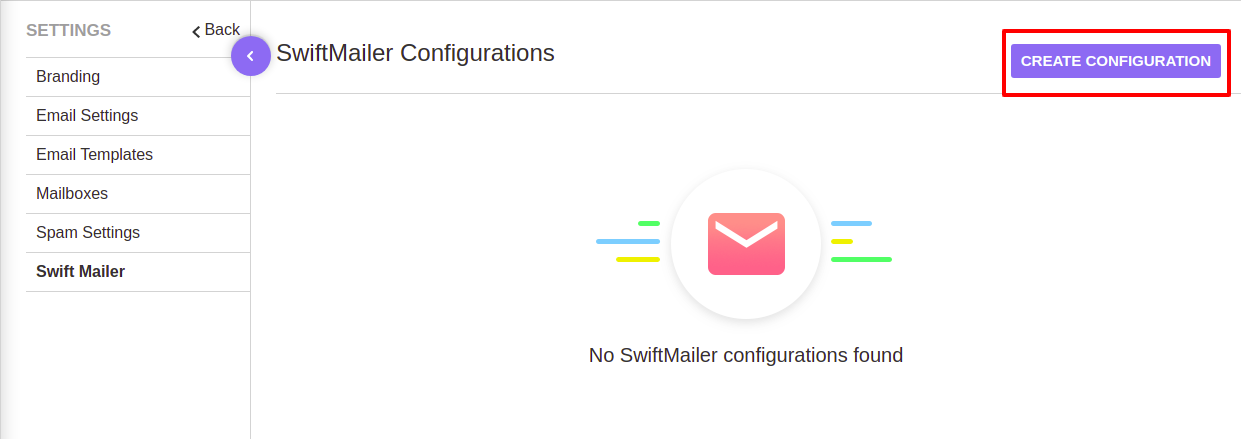 SETTINGS
Back
Branding
Email Settings
Email Templates
Mailboxes
Spam Settings
Swift Mailer
SwiftMailer Configurations
CREATE CONFIGURATION
No SwiftMailer configurations found